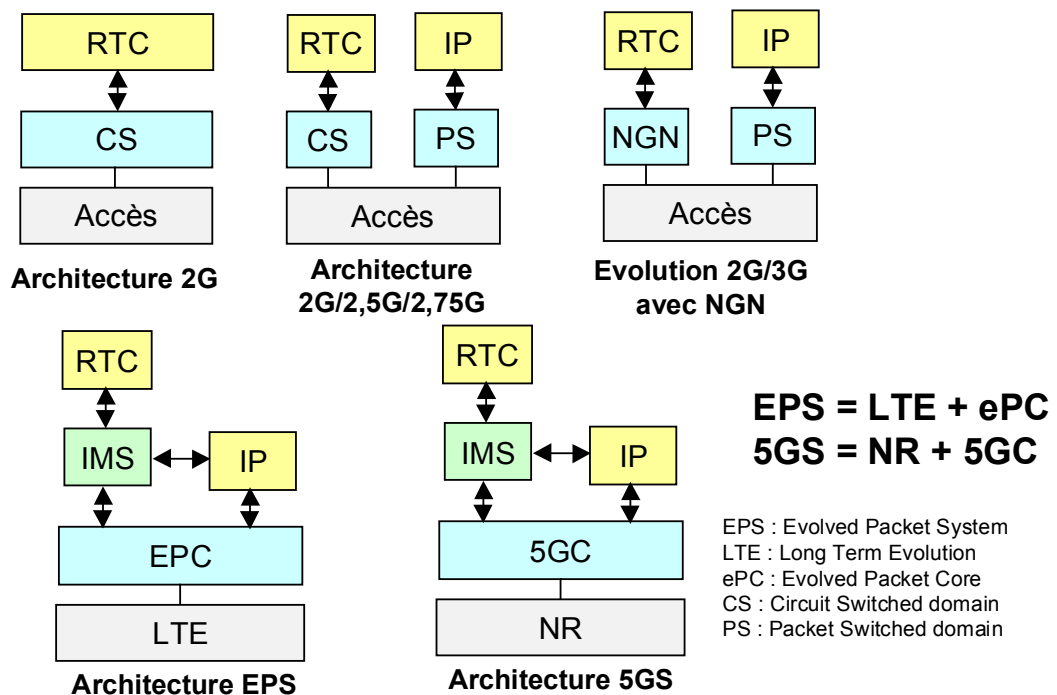 RTC
CS
Accès
Architecture 2G
RTC
IP
CS
PS
Accès
Architecture
2G/2,5G/2,75G
RTC
IP
NGN
PS
Accès
Evolution 2G/3G
avec NGN
RTC
IMS
IP
EPC
LTE
Architecture EPS
RTC
IMS
IP
5GC
NR
Architecture 5GS
EPS = LTE + ePC
5GS = NR + 5GC
EPS : Evolved Packet System
LTE : Long Term Evolution
ePC : Evolved Packet Core
CS : Circuit Switched domain
PS : Packet Switched domain